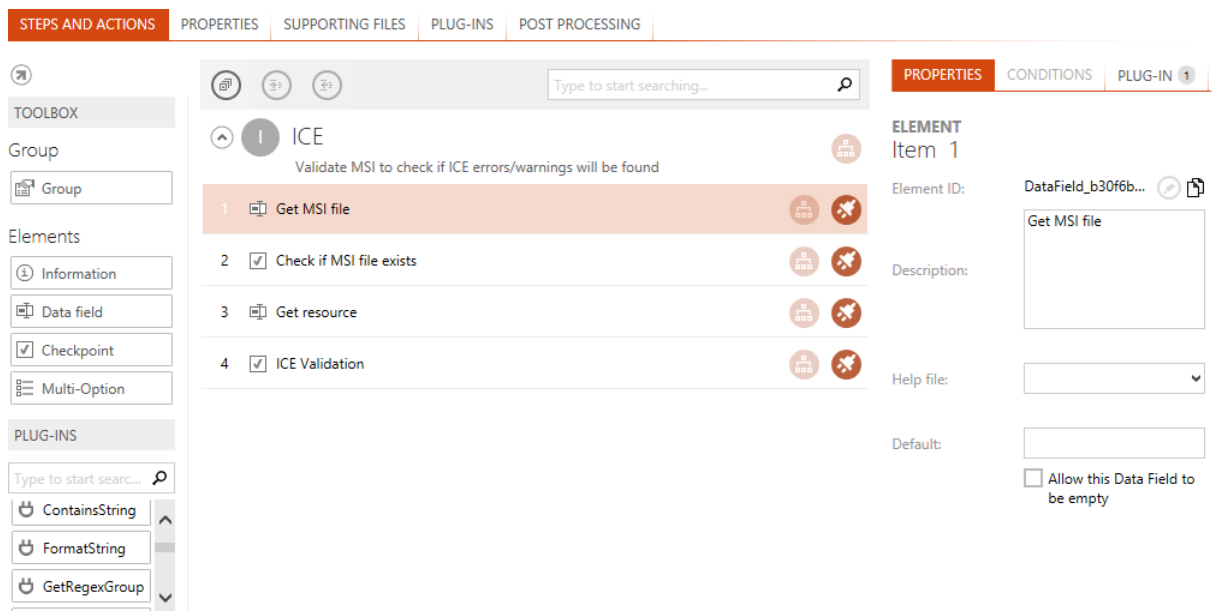 STEPS AND ACTIONS
PROPERTIES
SUPPORTING FILES
PLUG-INS
POST PROCESSING
TOOLBOX
Group
Group
Elements
Information
Data field
Checkpoint
Multi-Option
PLUG-INS
Type to start searc...
ContainsString
FormatString
GetRegexGroup
Type to start searching...
I
ICE
Validate MSI to check if ICE errors/warnings will be found
1 Get MSI file
2 Check if MSI file exists
3 Get resource
4 ICE Validation
PROPERTIES
CONDITIONS
PLUG-IN 1
ELEMENT
Item 1
Element ID: DataField_b30f6b...
Get MSI file
Description:
Help file:
Default:
Allow this Data Field to
be empty